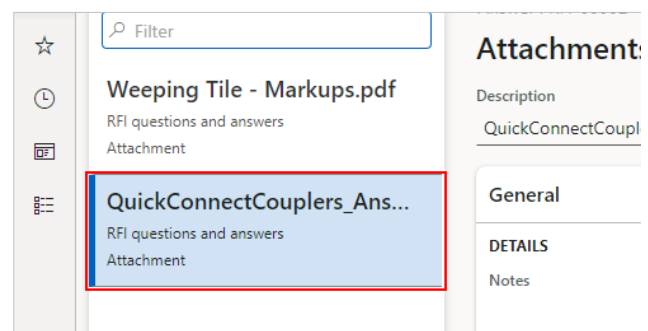 Filter
Weeping Tile - Markups.pdf
RFI questions and answers
Attachment
QuickConnectCouplers_Ans...
RFI questions and answers
Attachment
Attachments
Description
QuickConnectCoupl
General
DETAILS
Notes